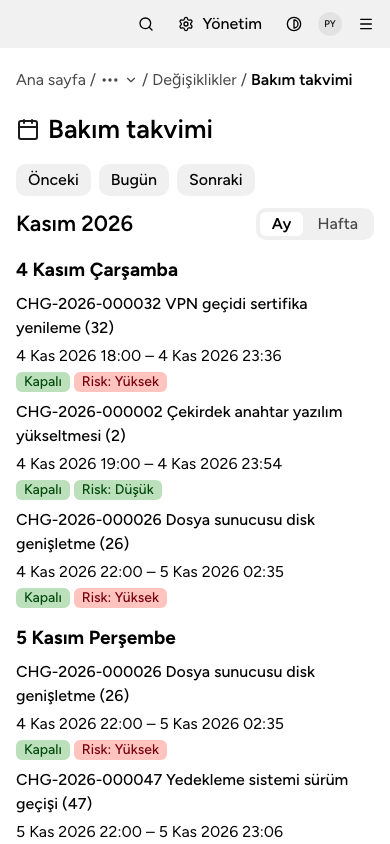 Yönetim
PY
Ana sayfa / ••• / Değişiklikler / Bakım takvimi
Bakım takvimi
Önceki
Bugün
Sonraki
Kasım 2026
Ay
Hafta
4 Kasım Çarşamba
CHG-2026-000032 VPN geçidi sertifika
yenileme (32)
4 Kas 2026 18:00 – 4 Kas 2026 23:36
Kapalı Risk: Yüksek
CHG-2026-000002 Çekirdek anahtar yazılım
yükseltmesi (2)
4 Kas 2026 19:00 – 4 Kas 2026 23:54
Kapalı Risk: Düşük
CHG-2026-000026 Dosya sunucusu disk
genişletme (26)
4 Kas 2026 22:00 – 5 Kas 2026 02:35
Kapalı Risk: Yüksek
5 Kasım Perşembe
CHG-2026-000026 Dosya sunucusu disk
genişletme (26)
4 Kas 2026 22:00 – 5 Kas 2026 02:35
Kapalı Risk: Yüksek
CHG-2026-000047 Yedekleme sistemi sürüm
geçişi (47)
5 Kas 2026 22:00 – 5 Kas 2026 23:06